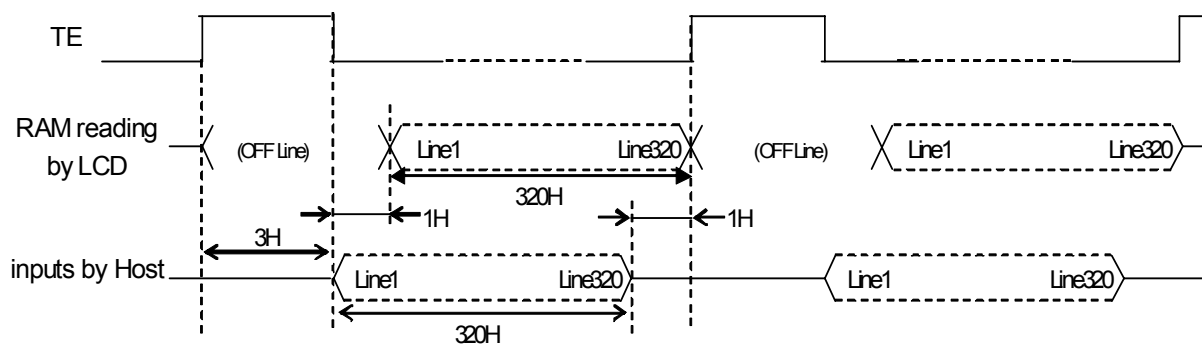 TE
RAM reading
by LCD
(OFF Line)
Line1
Line320
(OFF Line)
Line1
Line320
320H
1H
1H
3H
inputs by Host
Line1
Line320
Line1
Line320
320H